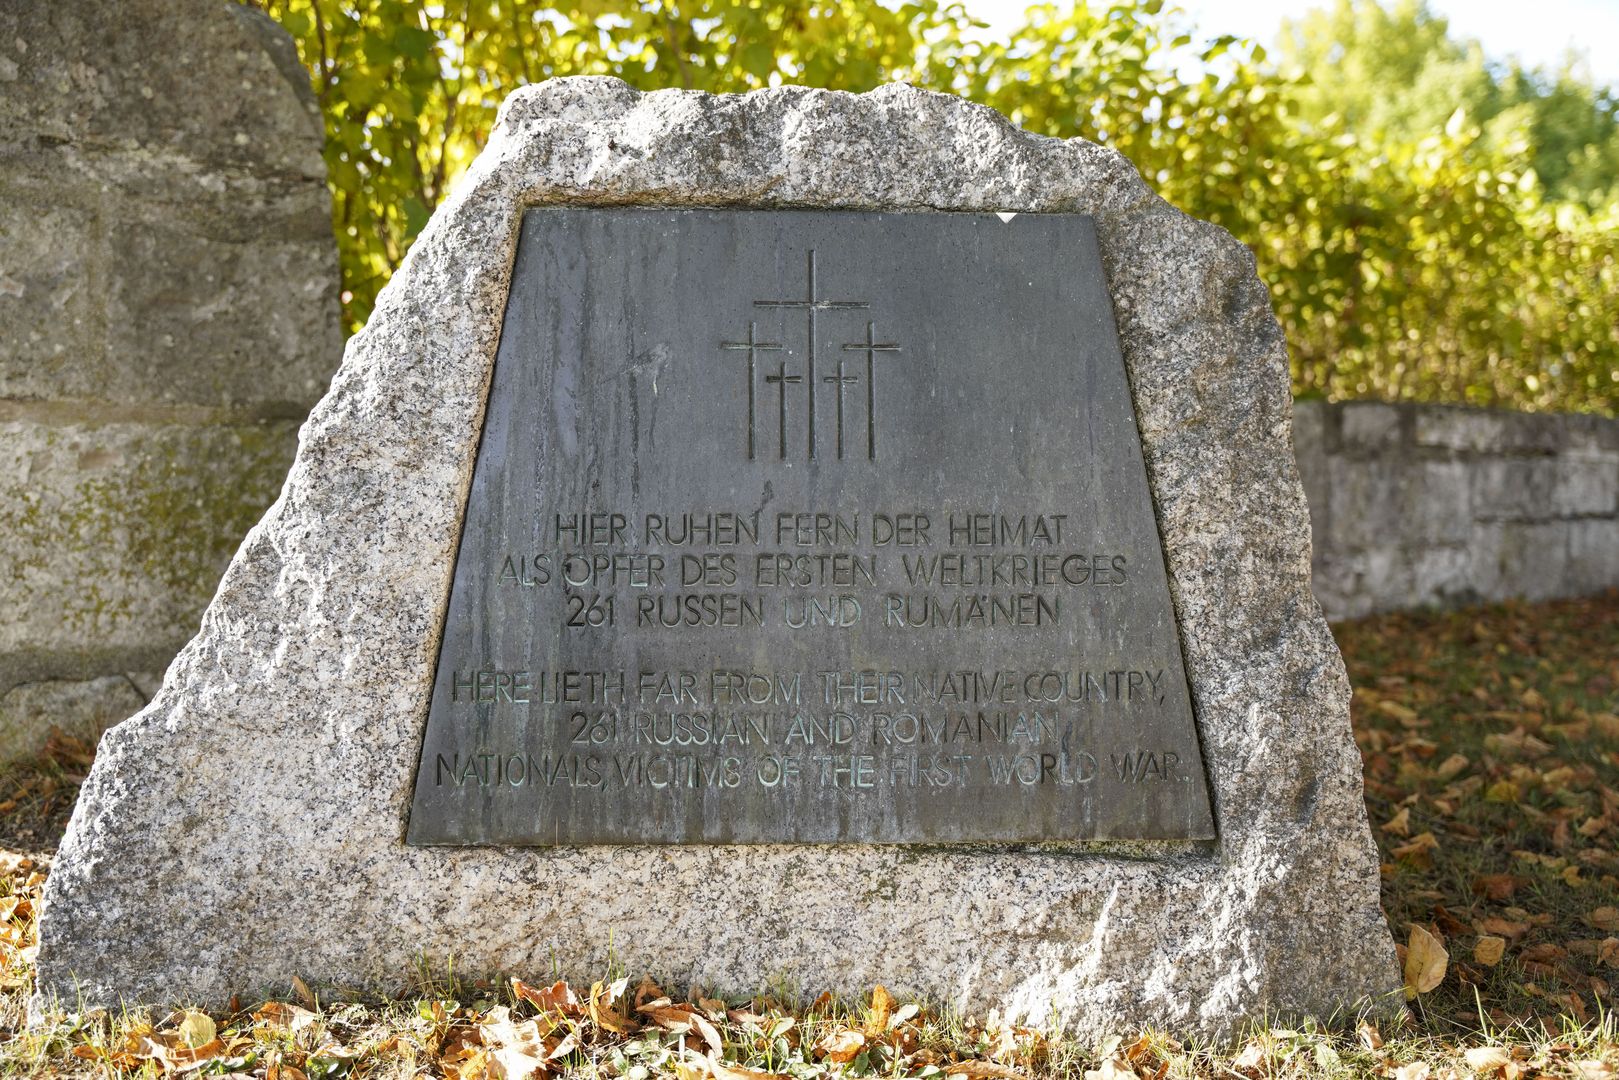 HIER RUHEN FERN DER HEIMAT
ALS OPFER DES ERSTEN WELTKRIEGES
261 RUSSEN UND RUMÄNEN
HERE LIETH FAR FROM THEIR NATIVE COUNTRY,
261 RUSSIAN AND ROMANIAN
NATIONALS, VICTIMS OF THE FIRST WORLD WAR.